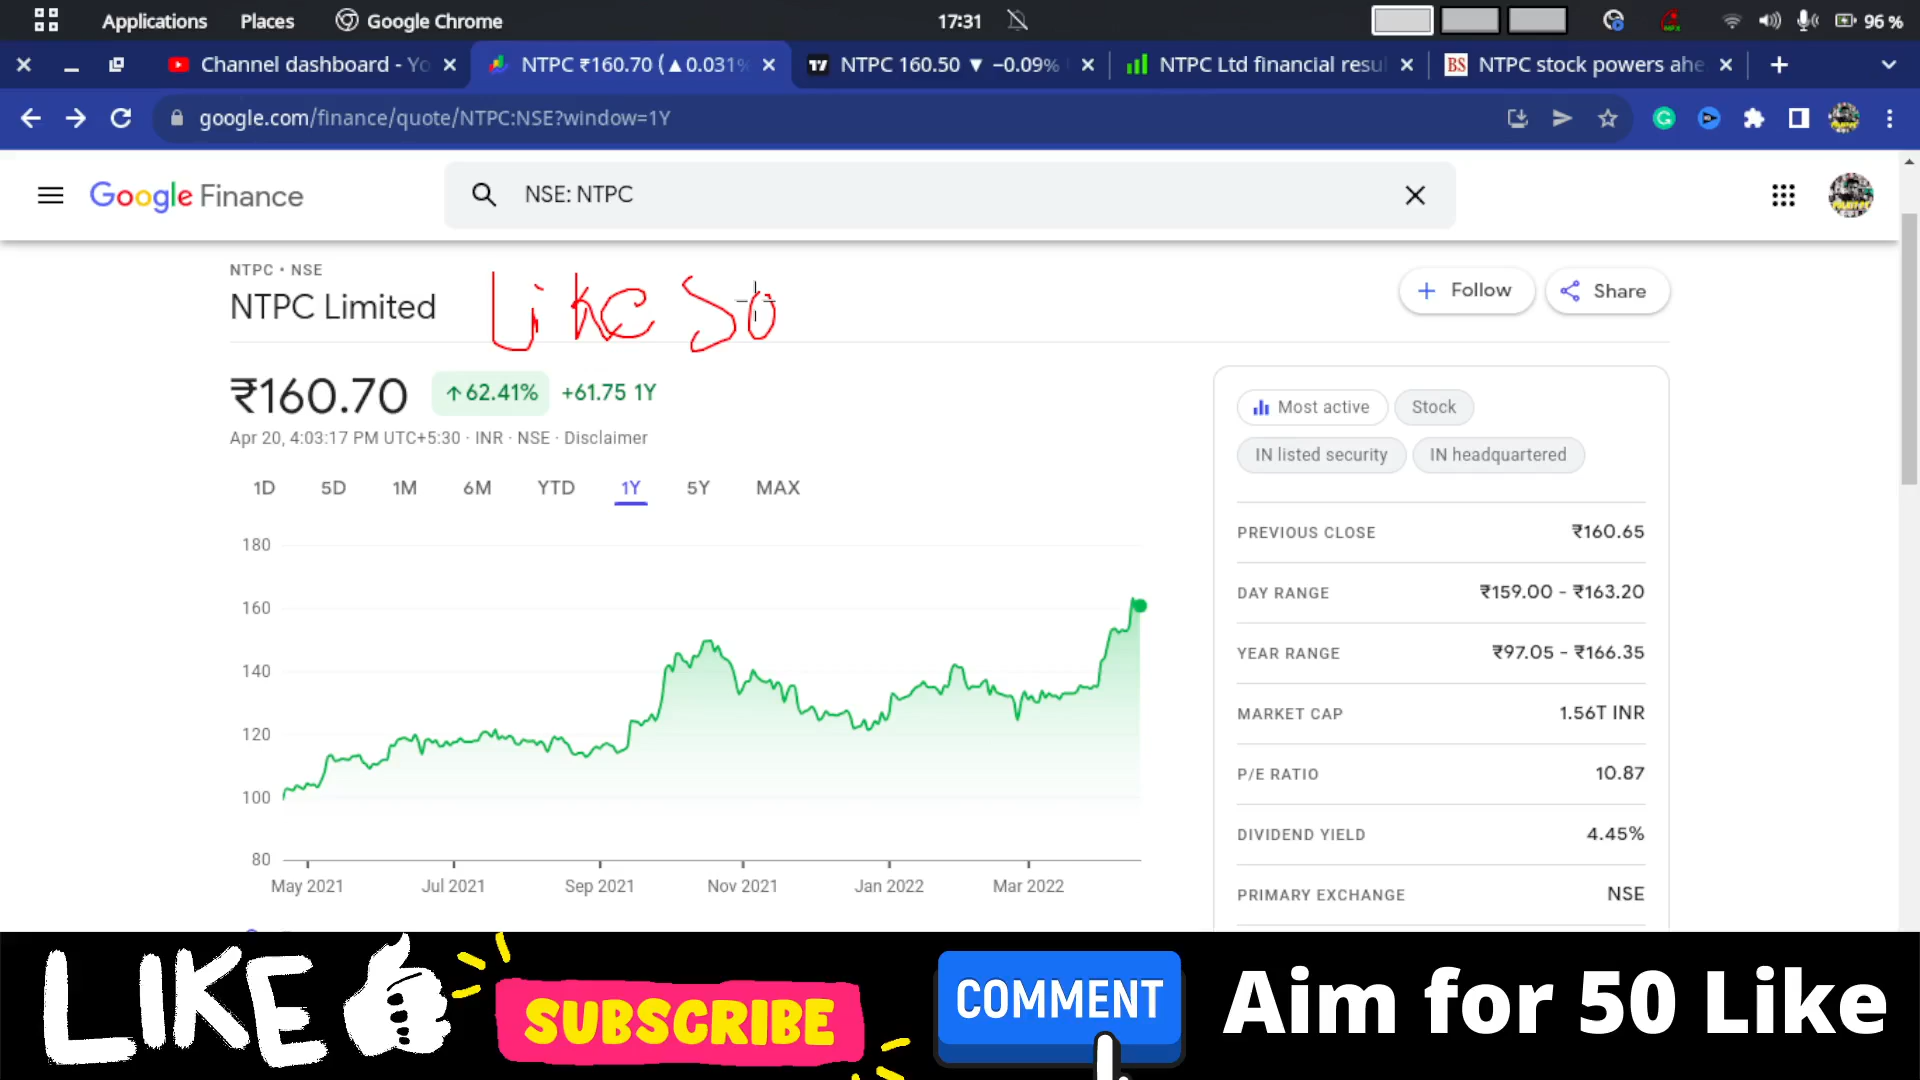 Applications Places Google Chrome 17:31 96 %
Channel dashboard - Yo NTPC ₹160.70 (▲0.031% NTPC 160.50 ▼ −0.09% NTPC Ltd financial resul BS NTPC stock powers ahe
google.com/finance/quote/NTPC:NSE?window=1Y
Google Finance NSE: NTPC
NTPC • NSE
NTPC Limited Like 50 + Follow Share
₹160.70 ↑62.41% +61.75 1Y
Apr 20, 4:03:17 PM UTC+5:30 · INR · NSE · Disclaimer
1D 5D 1M 6M YTD 1Y 5Y MAX
180
160
140
120
100
80
May 2021 Jul 2021 Sep 2021 Nov 2021 Jan 2022 Mar 2022
Most active Stock
IN listed security IN headquartered
PREVIOUS CLOSE ₹160.65
DAY RANGE ₹159.00 - ₹163.20
YEAR RANGE ₹97.05 - ₹166.35
MARKET CAP 1.56T INR
P/E RATIO 10.87
DIVIDEND YIELD 4.45%
PRIMARY EXCHANGE NSE
LIKE SUBSCRIBE COMMENT Aim for 50 Like